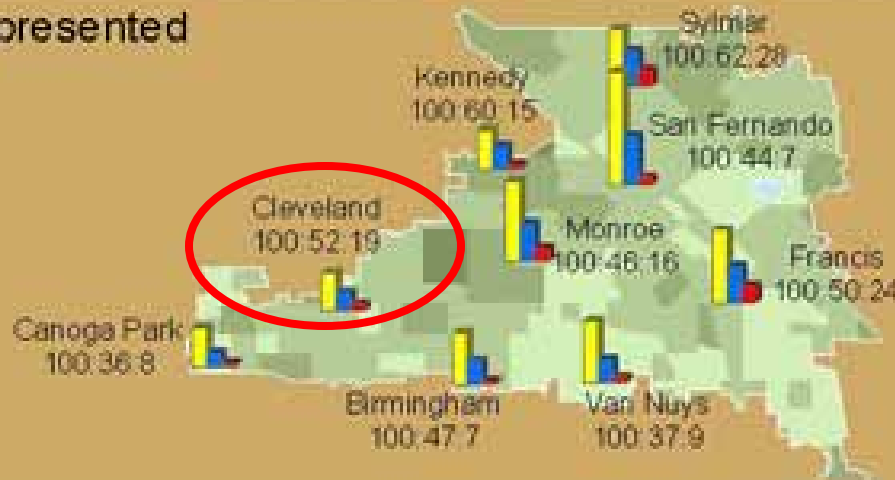 presented
Sylmar
100:62:28
Kennedy
100:60:15
San Fernando
100:44:7
Cleveland
100:52:19
Monroe
100:46:16
Francis
100:50:24
Canoga Park
100:36:8
Birmingham
100:47:7
Van Nuys
100:37:9